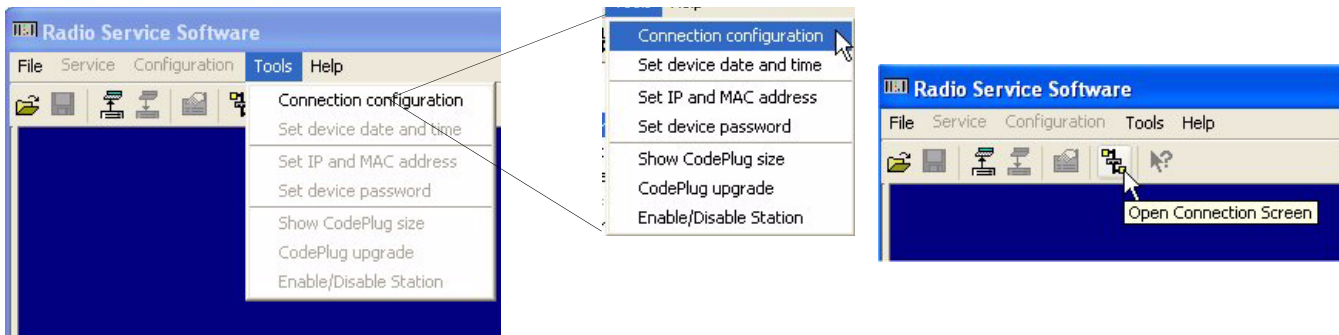 Radio Service Software
File Service Configuration Tools Help
Connection configuration
Set device date and time
Set IP and MAC address
Set device password
Show CodePlug size
CodePlug upgrade
Enable/Disable Station
Connection configuration
Set device date and time
Set IP and MAC address
Set device password
Show CodePlug size
CodePlug upgrade
Enable/Disable Station
Radio Service Software
File Service Configuration Tools Help
Open Connection Screen